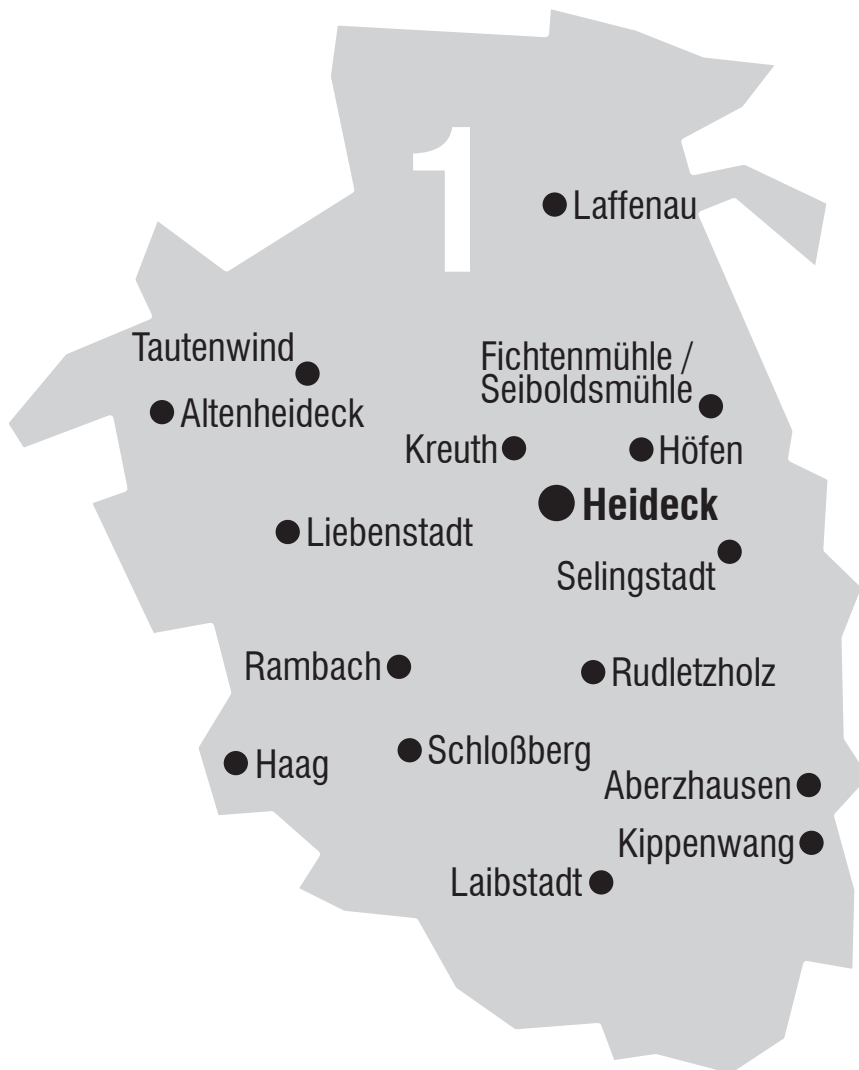 1
Laffenau
Tautenwind
Fichtenmühle /
Seiboldsmühle
Altenheideck
Kreuth
Höfen
Heideck
Liebenstadt
Selingstadt
Rambach
Rudletzholz
Schloßberg
Haag
Aberzhausen
Kippenwang
Laibstadt